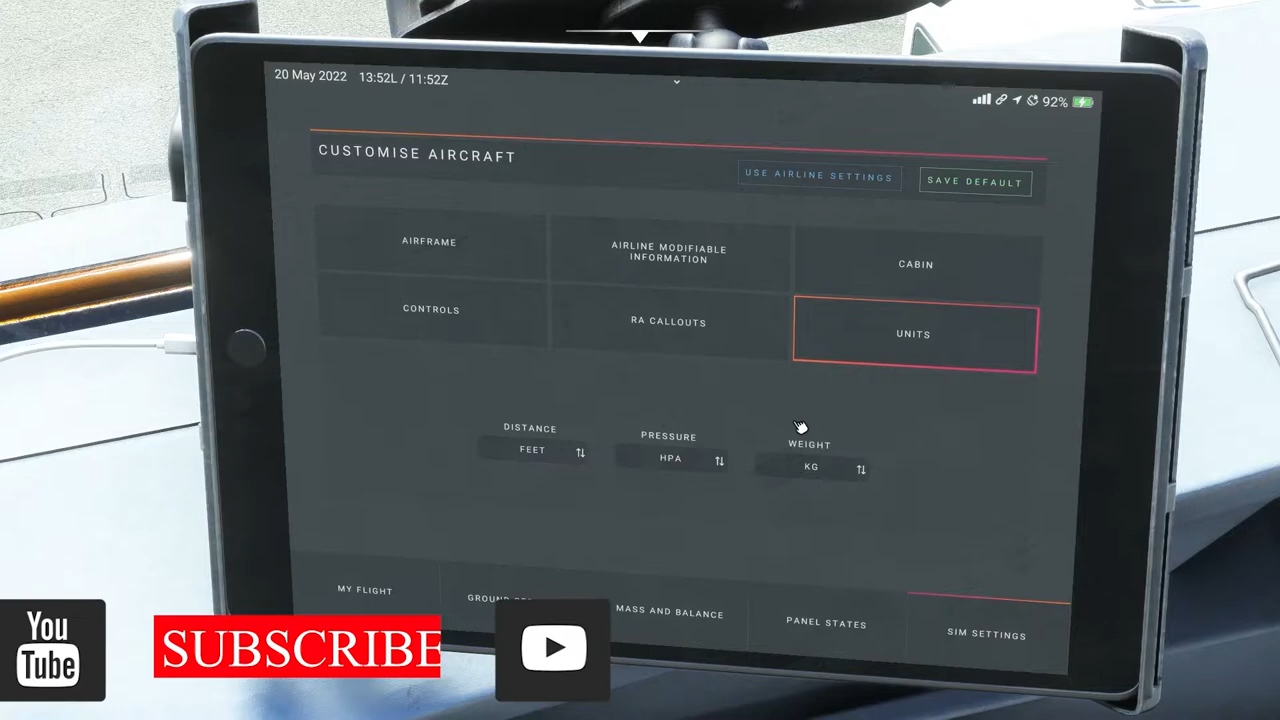 20 May 2022 13:52L / 11:52Z
92%
CUSTOMISE AIRCRAFT
USE AIRLINE SETTINGS
SAVE DEFAULT
AIRFRAME
AIRLINE MODIFIABLE
INFORMATION
CABIN
CONTROLS
RA CALLOUTS
UNITS
DISTANCE
PRESSURE
WEIGHT
FEET
HPA
KG
MY FLIGHT
GROUND
MASS AND BALANCE
PANEL STATES
SIM SETTINGS
You
Tube
SUBSCRIBE